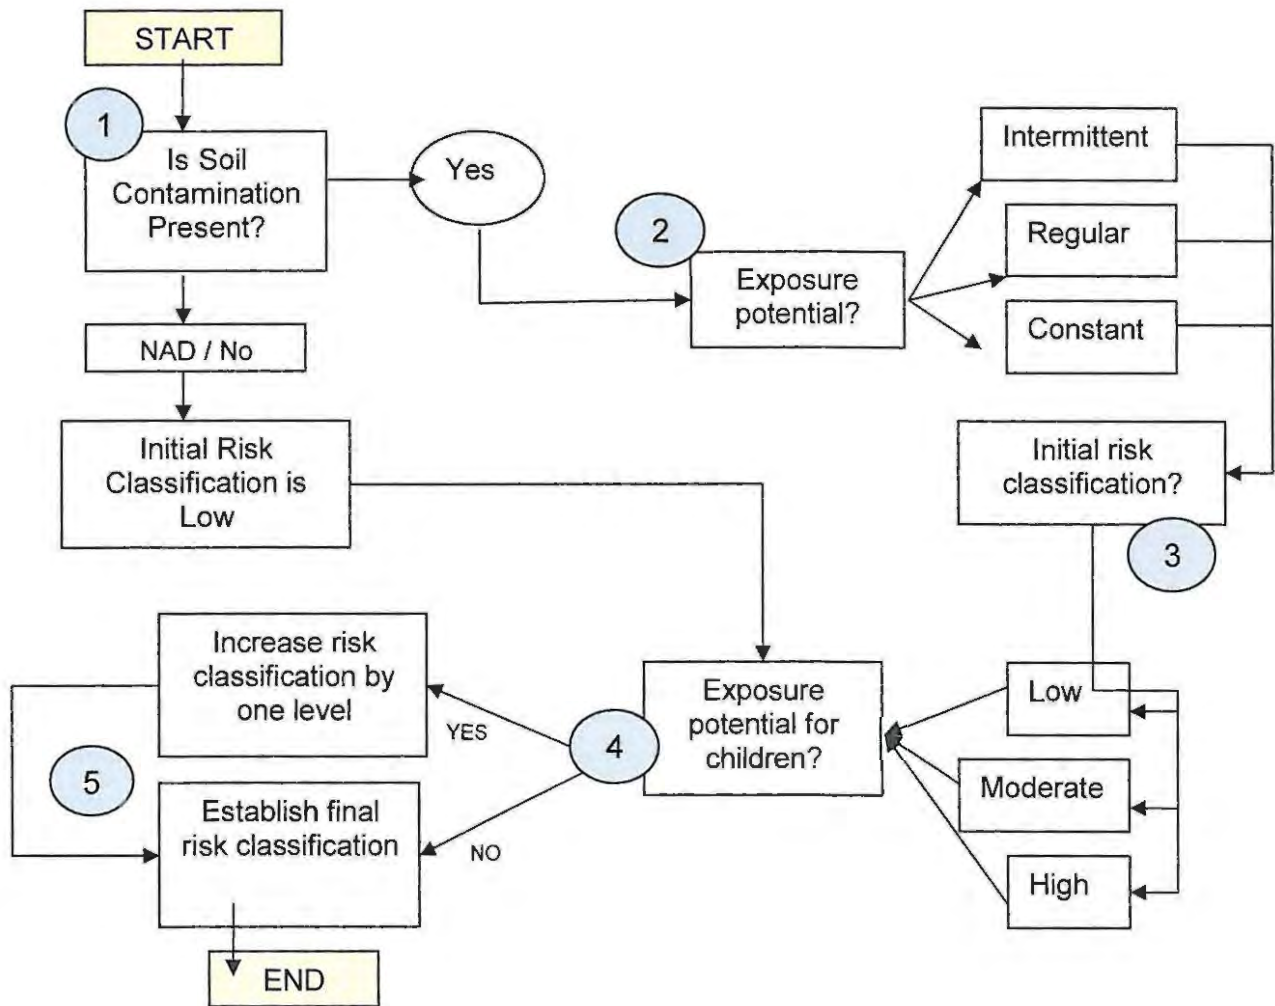 START
1
Is Soil
Contamination
Present?
Yes
2
Exposure
potential?
Intermittent
Regular
Constant
NAD / No
Initial Risk
Classification is
Low
Initial risk
classification?
3
Increase risk
classification by
one level
YES
4
Exposure
potential for
children?
Low
Moderate
High
5
Establish final
risk classification
NO
END